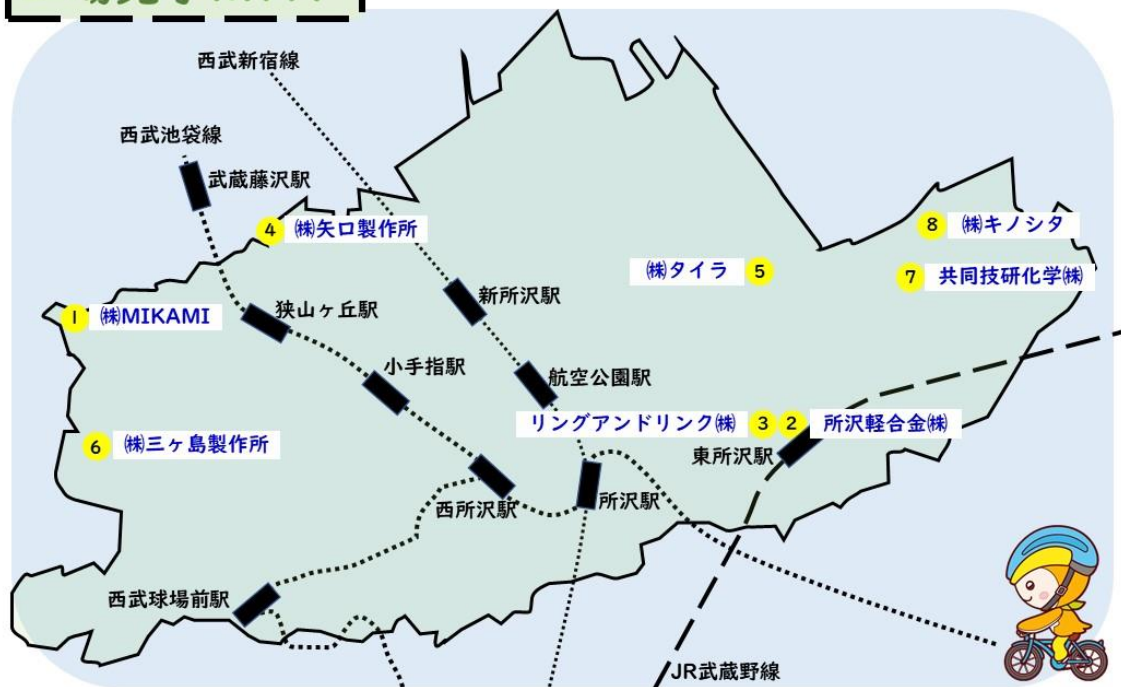 西武新宿線
西武池袋線
武蔵藤沢駅
4 ㈱矢口製作所
8 ㈱キノシタ
㈱タイラ 5
7 共同技研化学㈱
新所沢駅
狭山ヶ丘駅
1 ㈱MIKAMI
小手指駅
航空公園駅
リングアンドリンク㈱ 3
2 所沢軽合金㈱
6 ㈱三ヶ島製作所
東所沢駅
西所沢駅
所沢駅
西武球場前駅
JR武蔵野線